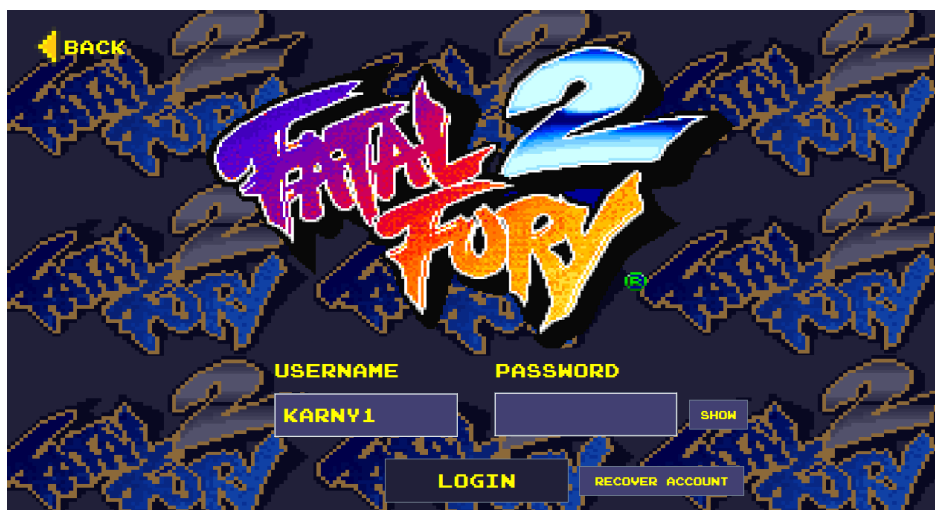 BACK
FATAL
2
FURY
®
USERNAME
PASSWORD
KARNY1
SHOW
LOGIN
RECOVER ACCOUNT